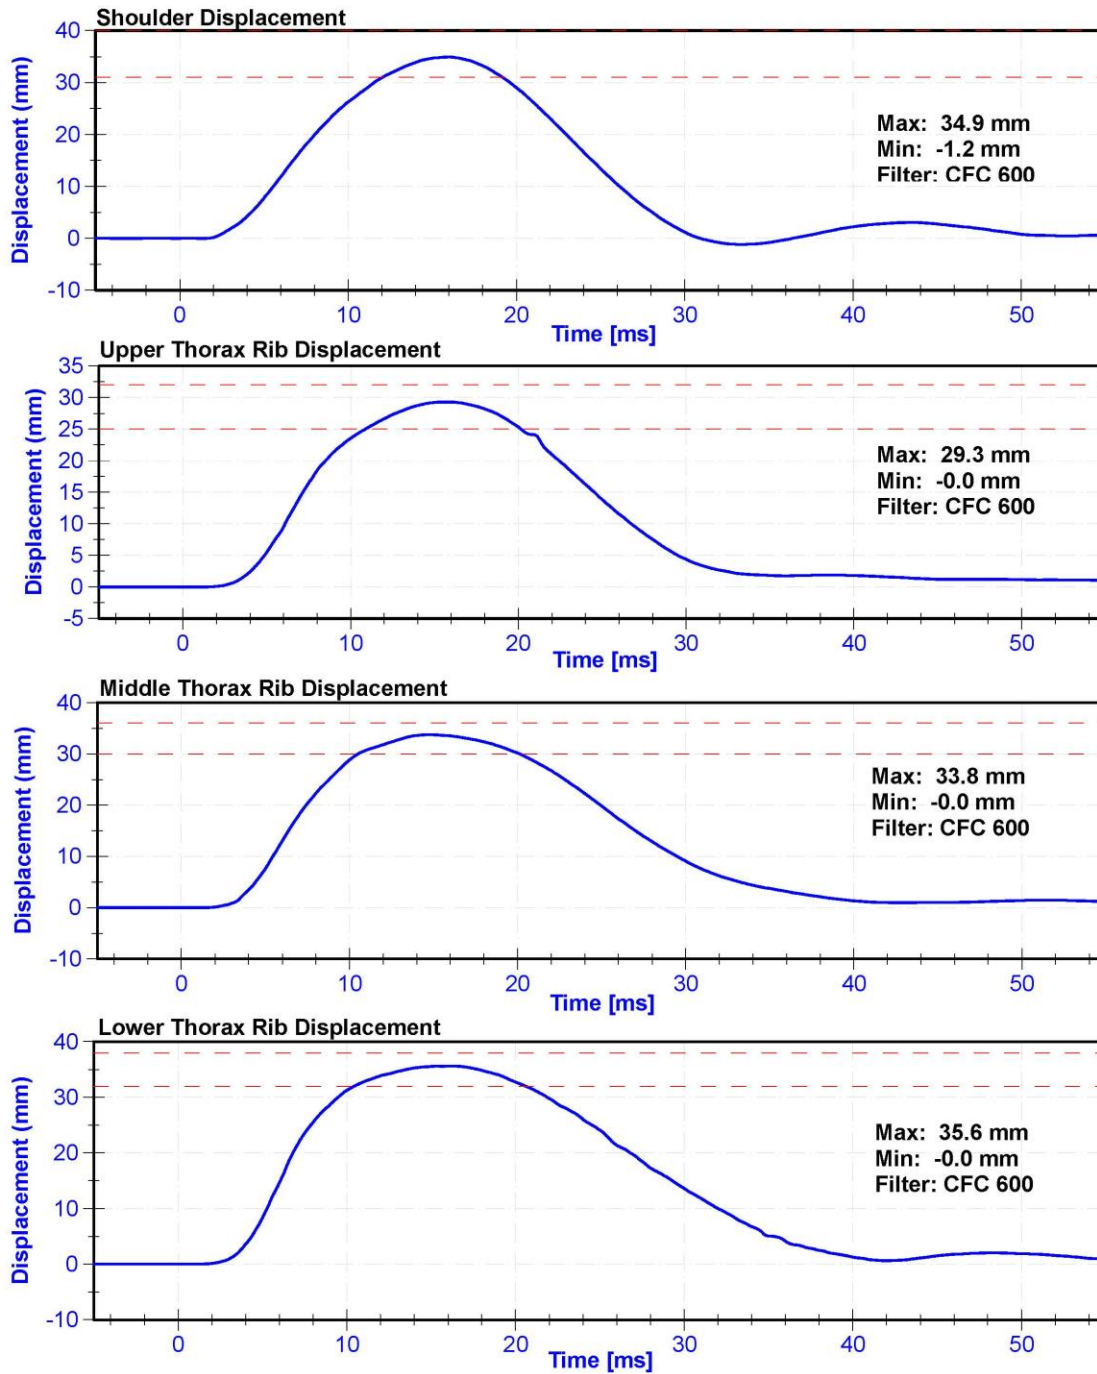 Shoulder Displacement
40
30
20
10
0
-10
Displacement (mm)
Max: 34.9 mm
Min: -1.2 mm
Filter: CFC 600
0 10 20 30 40 50
Time [ms]
Upper Thorax Rib Displacement
35
30
25
20
15
10
5
0
-5
Displacement (mm)
Max: 29.3 mm
Min: -0.0 mm
Filter: CFC 600
0 10 20 30 40 50
Time [ms]
Middle Thorax Rib Displacement
40
30
20
10
0
-10
Displacement (mm)
Max: 33.8 mm
Min: -0.0 mm
Filter: CFC 600
0 10 20 30 40 50
Time [ms]
Lower Thorax Rib Displacement
40
30
20
10
0
-10
Displacement (mm)
Max: 35.6 mm
Min: -0.0 mm
Filter: CFC 600
0 10 20 30 40 50
Time [ms]